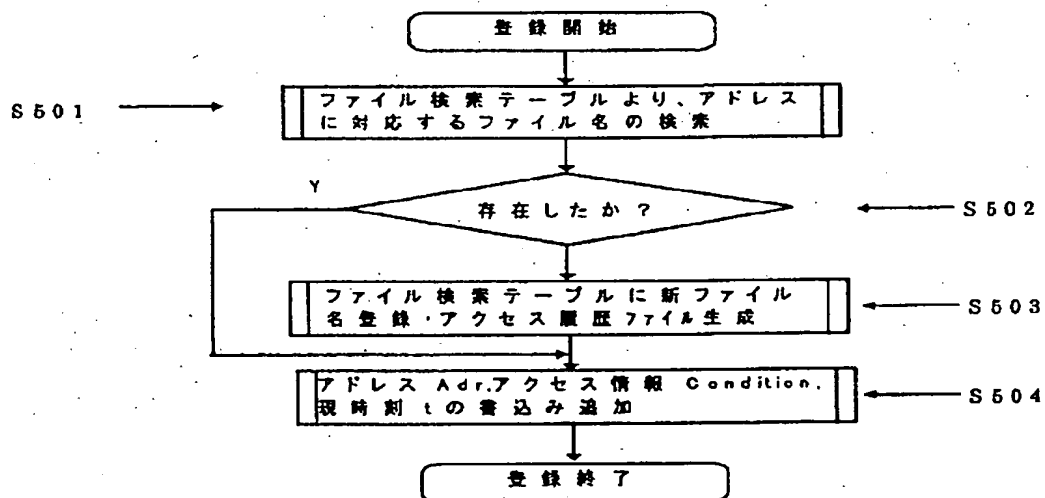 登録開始
S501
ファイル検索テーブルより、アドレス
に対応するファイル名の検索
Y
存在したか？
S502
ファイル検索テーブルに新ファイル
名登録・アクセス履歴ファイル生成
S503
アドレス Adr.アクセス情報 Condition.
現時刻 tの書込み追加
S504
登録終了